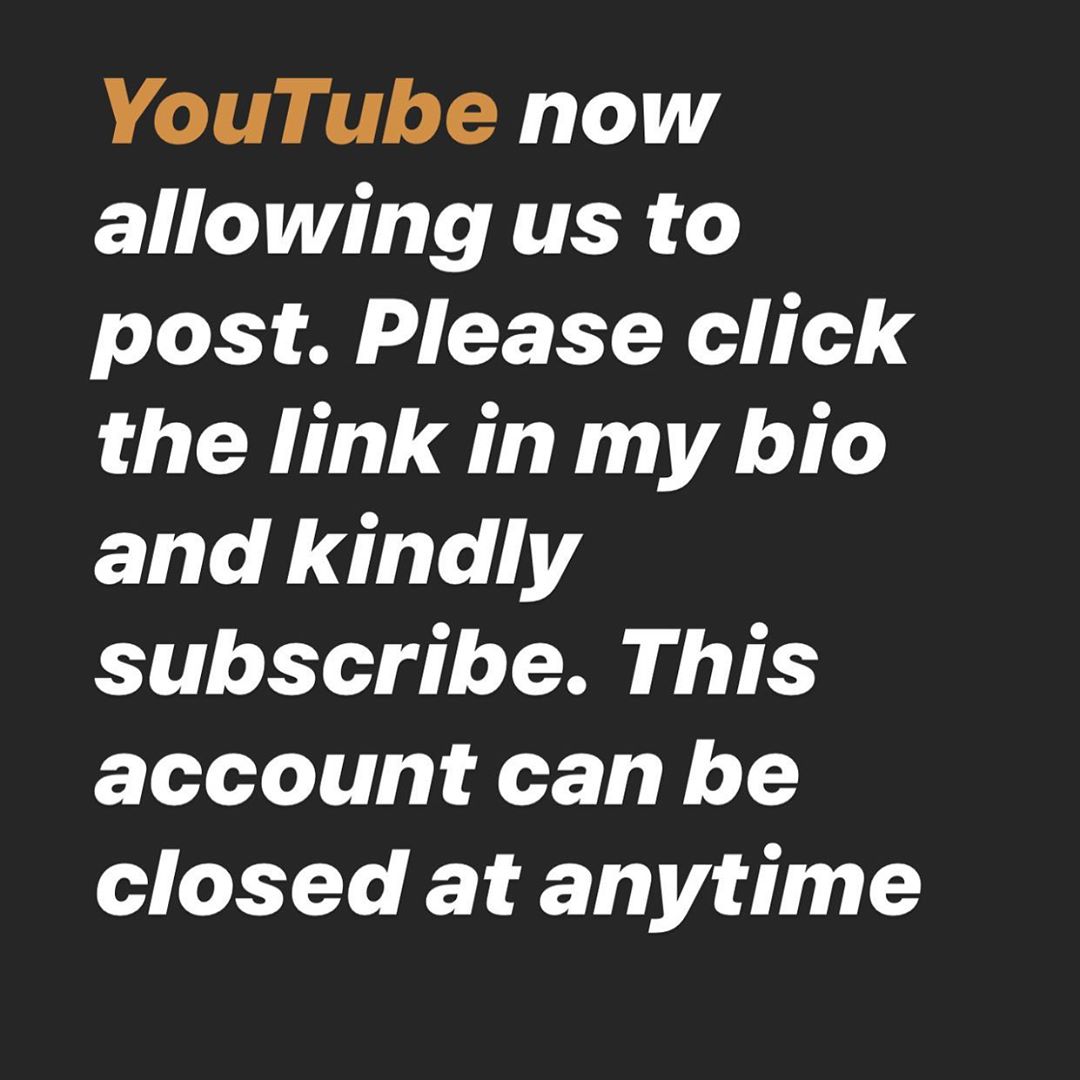 YouTube now
allowing us to
post. Please click
the link in my bio
and kindly
subscribe. This
account can be
closed at anytime